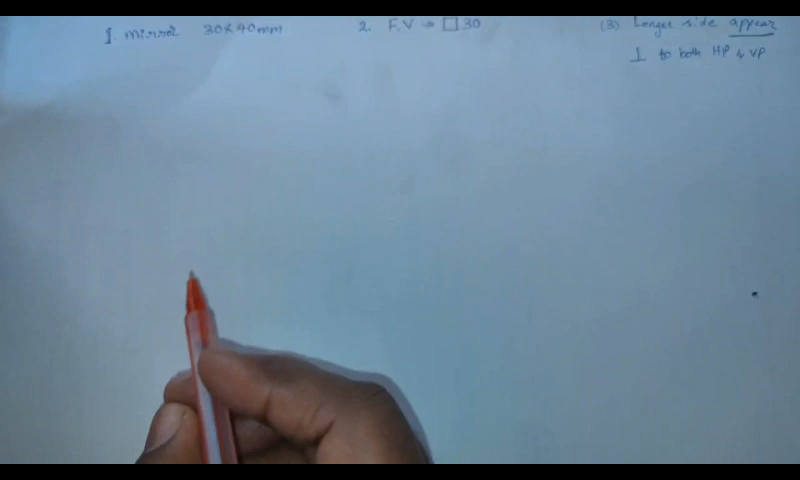 1. mirror 30×40mm
2. F.V → □ 30
(3) Longer side appear
⊥ to both HP & VP